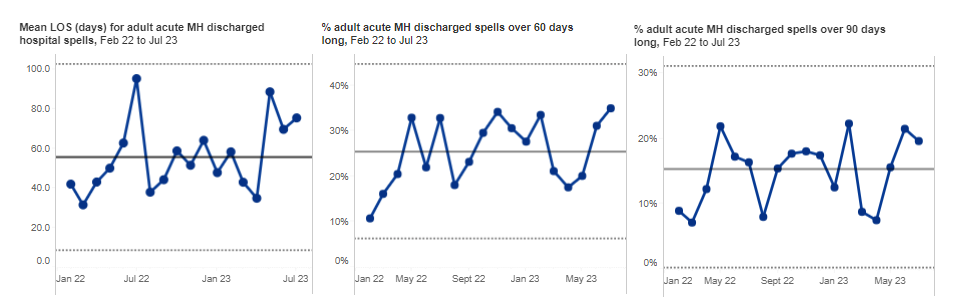 Mean LOS (days) for adult acute MH discharged
hospital spells, Feb 22 to Jul 23
100.0
80.0
60.0
40.0
20.0
0.0
Jan 22 Jul 22 Jan 23 Jul 23
% adult acute MH discharged spells over 60 days
long, Feb 22 to Jul 23
40%
30%
20%
10%
0%
Jan 22 May 22 Sept 22 Jan 23 May 23
% adult acute MH discharged spells over 90 days
long, Feb 22 to Jul 23
30%
20%
10%
0%
Jan 22 May 22 Sept 22 Jan 23 May 23